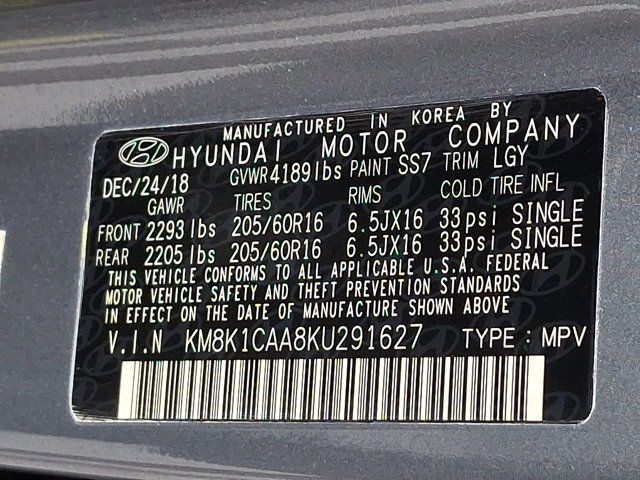 MANUFACTURED IN KOREA BY
HYUNDAI MOTOR COMPANY
DEC/24/18 GVWR4189lbs PAINT SS7 TRIM LGY
GAWR TIRES RIMS COLD TIRE INFL
FRONT 2293lbs 205/60R16 6.5JX16 33psi SINGLE
REAR 2205lbs 205/60R16 6.5JX16 33psi SINGLE
THIS VEHICLE CONFORMS TO ALL APPLICABLE U.S.A. FEDERAL
MOTOR VEHICLE SAFETY AND THEFT PREVENTION STANDARDS
IN EFFECT ON THE DATE OF MANUFACTURE SHOWN ABOVE
V.I.N KM8K1CAA8KU291627 TYPE : MPV